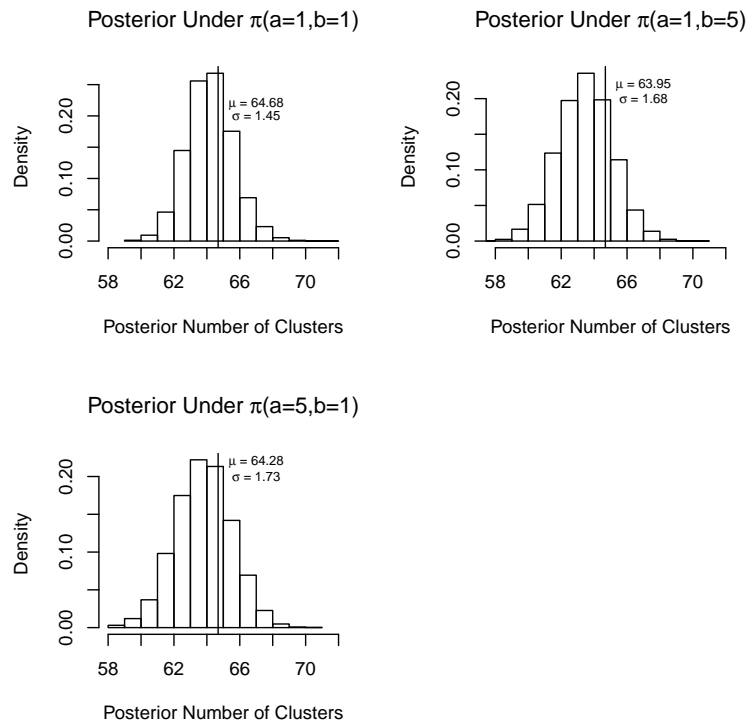 Posterior Under π(a=1,b=1)
Density
0.00
0.10
0.20
μ = 64.68
σ = 1.45
58
62
66
70
Posterior Number of Clusters
Posterior Under π(a=1,b=5)
Density
0.00
0.10
0.20
μ = 63.95
σ = 1.68
58
62
66
70
Posterior Number of Clusters
Posterior Under π(a=5,b=1)
Density
0.00
0.10
0.20
μ = 64.28
σ = 1.73
58
62
66
70
Posterior Number of Clusters